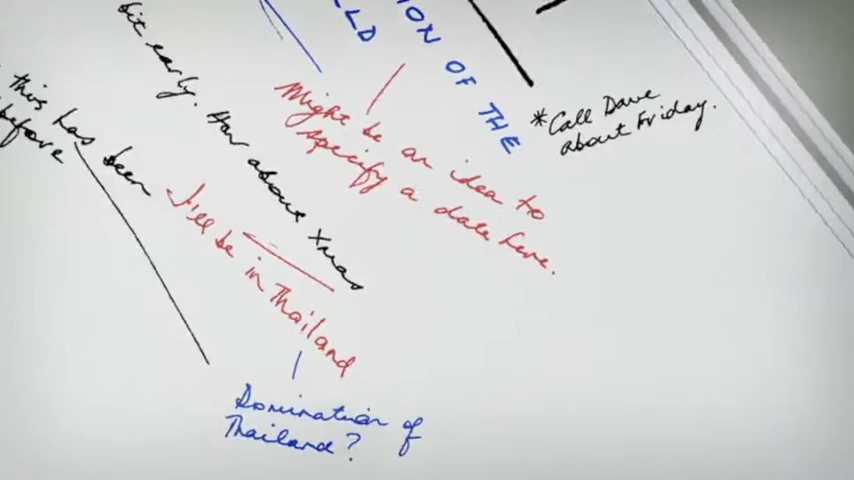 ION OF THE
LD
bit early. How about Xmas
this has been
before
Might be an idea to
specify a date here.
*Call Dave
about Friday.
I'll be in Thailand
Domination of
Thailand?